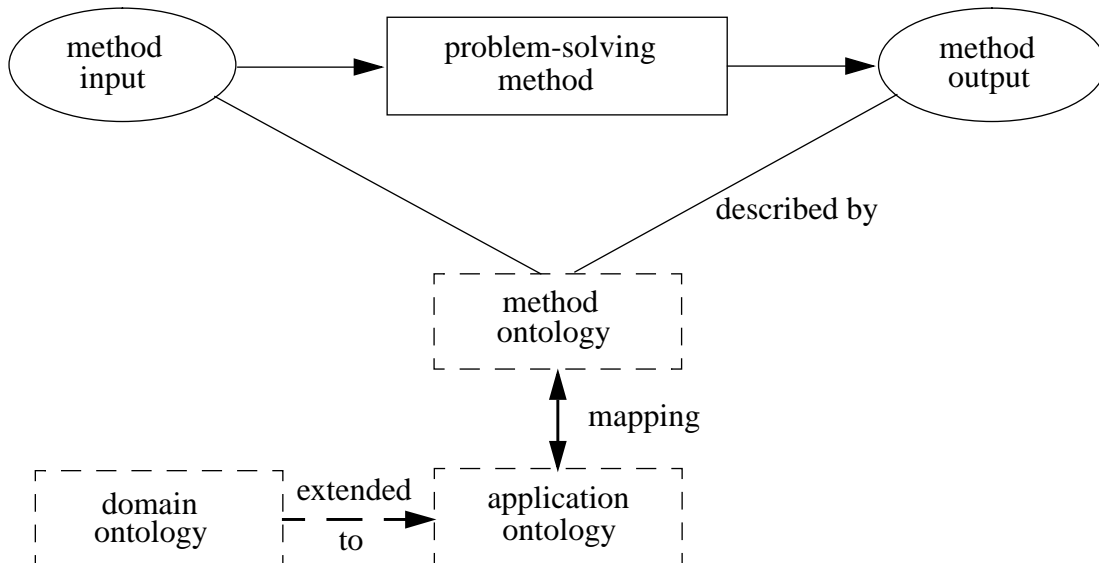 method
input
problem-solving
method
method
output
described by
method
ontology
mapping
domain
ontology
extended
to
application
ontology